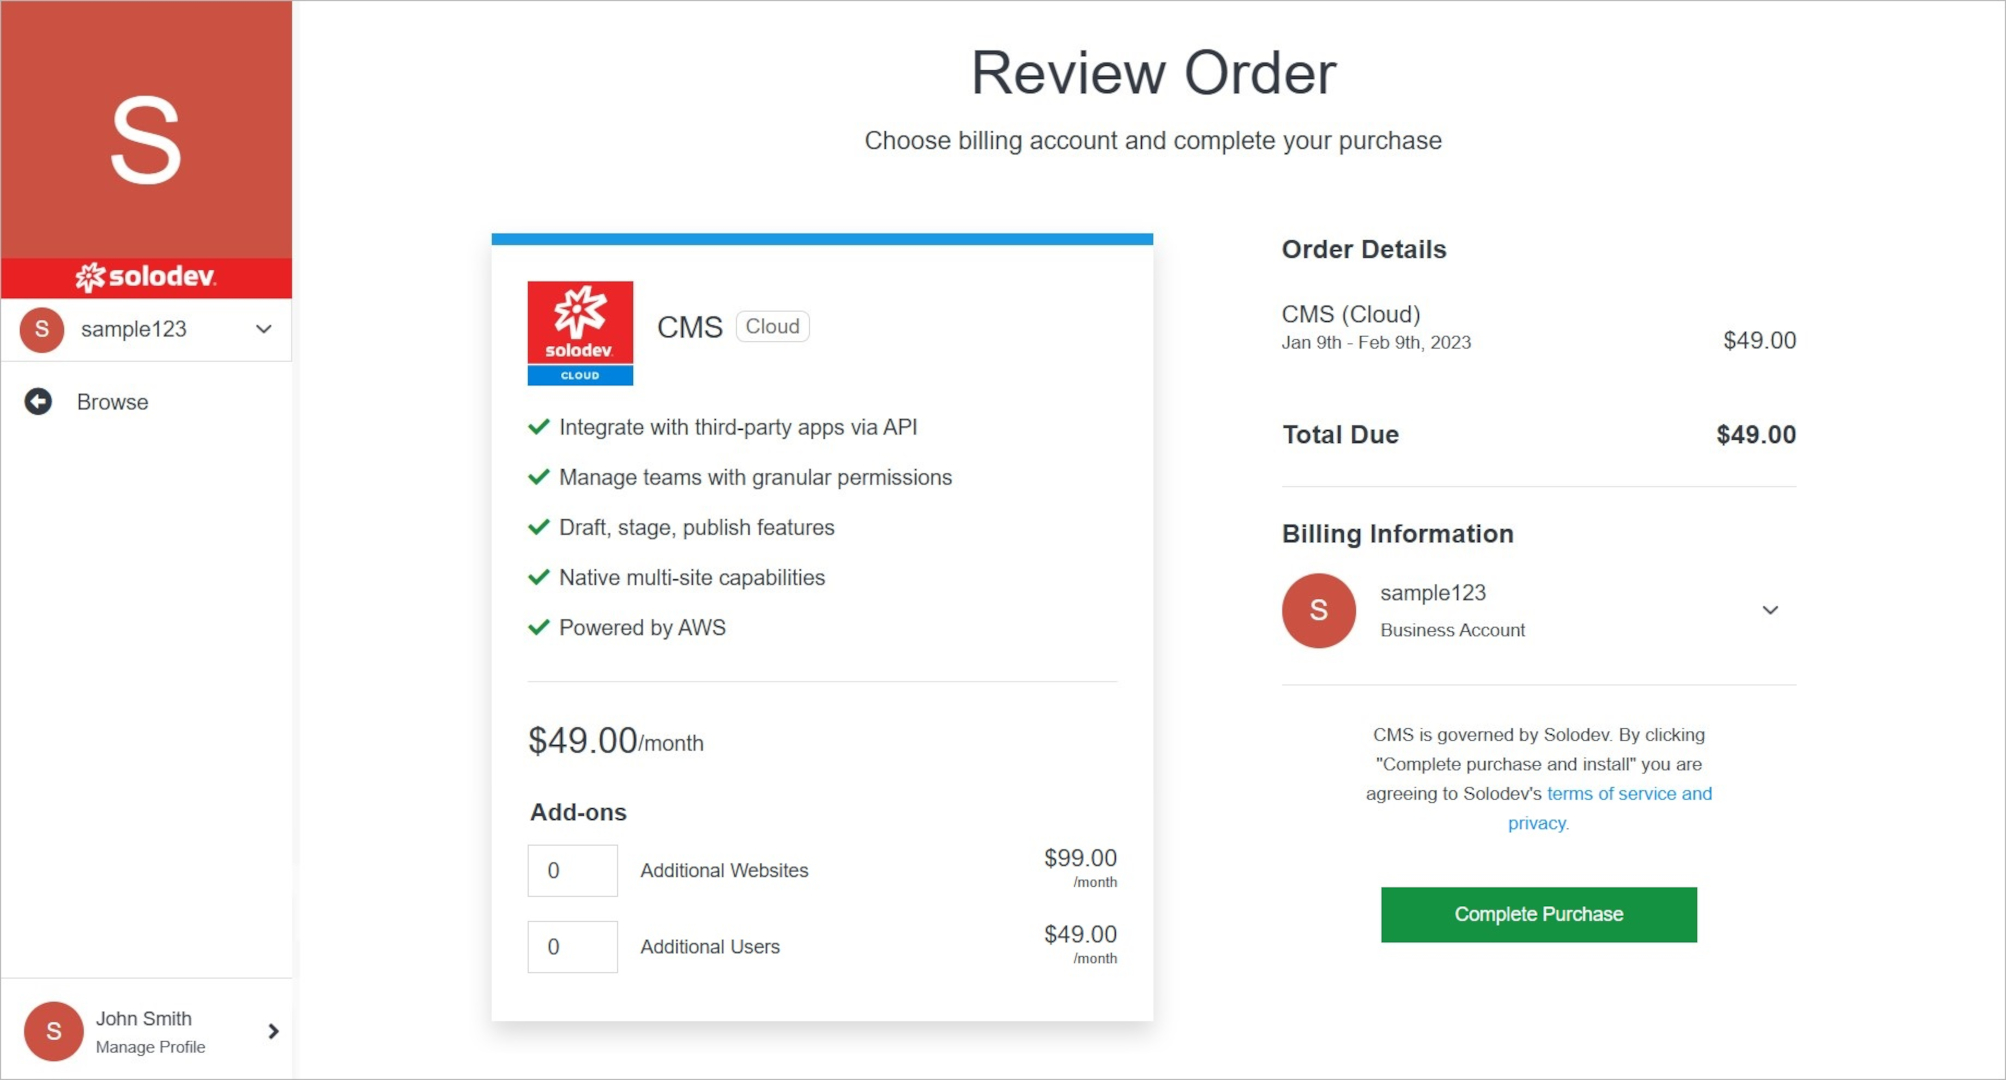 S
solodev
S sample123
Browse
S John Smith
Manage Profile
Review Order
Choose billing account and complete your purchase
solodev
CLOUD
CMS Cloud
Integrate with third-party apps via API
Manage teams with granular permissions
Draft, stage, publish features
Native multi-site capabilities
Powered by AWS
$49.00/month
Add-ons
0 Additional Websites $99.00
/month
0 Additional Users $49.00
/month
Order Details
CMS (Cloud)
Jan 9th - Feb 9th, 2023 $49.00
Total Due $49.00
Billing Information
S sample123
Business Account
CMS is governed by Solodev. By clicking
"Complete purchase and install" you are
agreeing to Solodev's terms of service and
privacy.
Complete Purchase